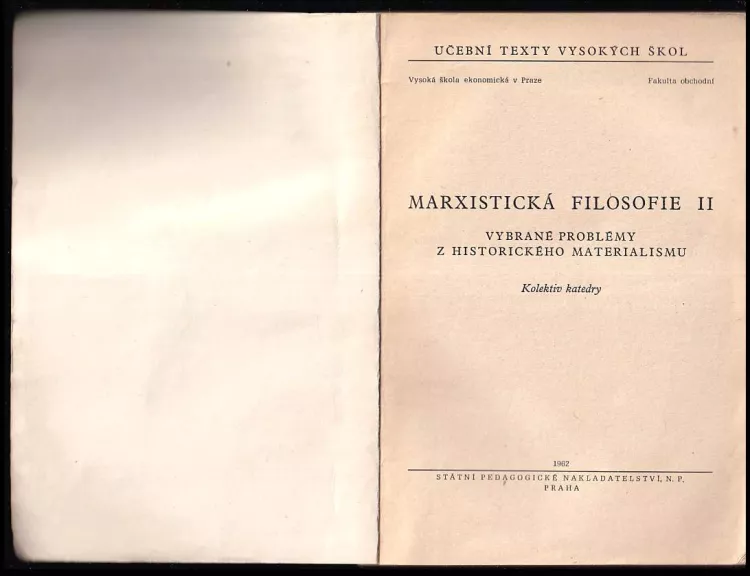 UČEBNÍ TEXTY VYSOKÝCH ŠKOL
Vysoká škola ekonomická v Praze Fakulta obchodní
MARXISTICKÁ FILOSOFIE II
VYBRANÉ PROBLÉMY
Z HISTORICKÉHO MATERIALISMU
Kolektiv katedry
1962
STÁTNÍ PEDAGOGICKÉ NAKLADATELSTVÍ, N. P.
PRAHA